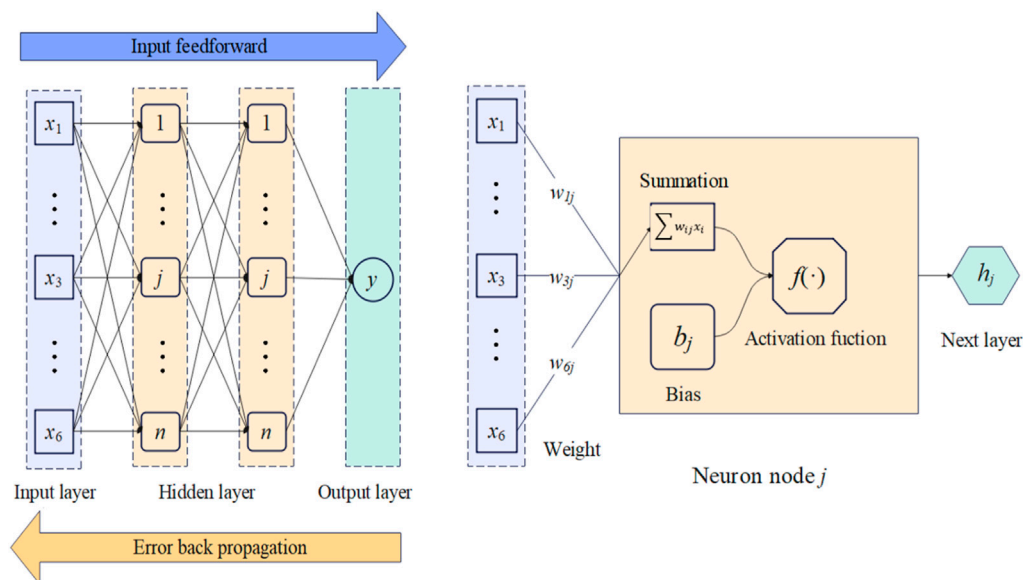 Input feedforward
x1
1
1
x3
j
j
y
x6
n
n
Input layer
Hidden layer
Output layer
Error back propagation
x1
x3
x6
w1j
w3j
w6j
Weight
Summation
∑ wijxi
bj
Bias
f(·)
Activation fuction
hj
Next layer
Neuron node j